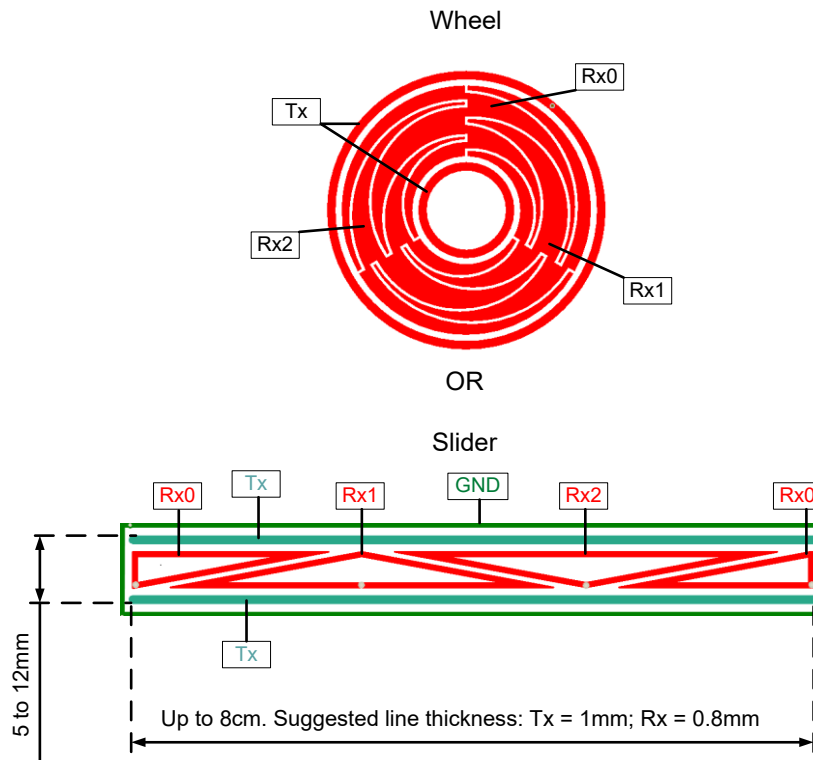 Wheel
Rx0
Tx
Rx2
Rx1
OR
Slider
Rx0
Tx
Rx1
GND
Rx2
Rx0
Tx
5 to 12mm
Up to 8cm. Suggested line thickness: Tx = 1mm; Rx = 0.8mm